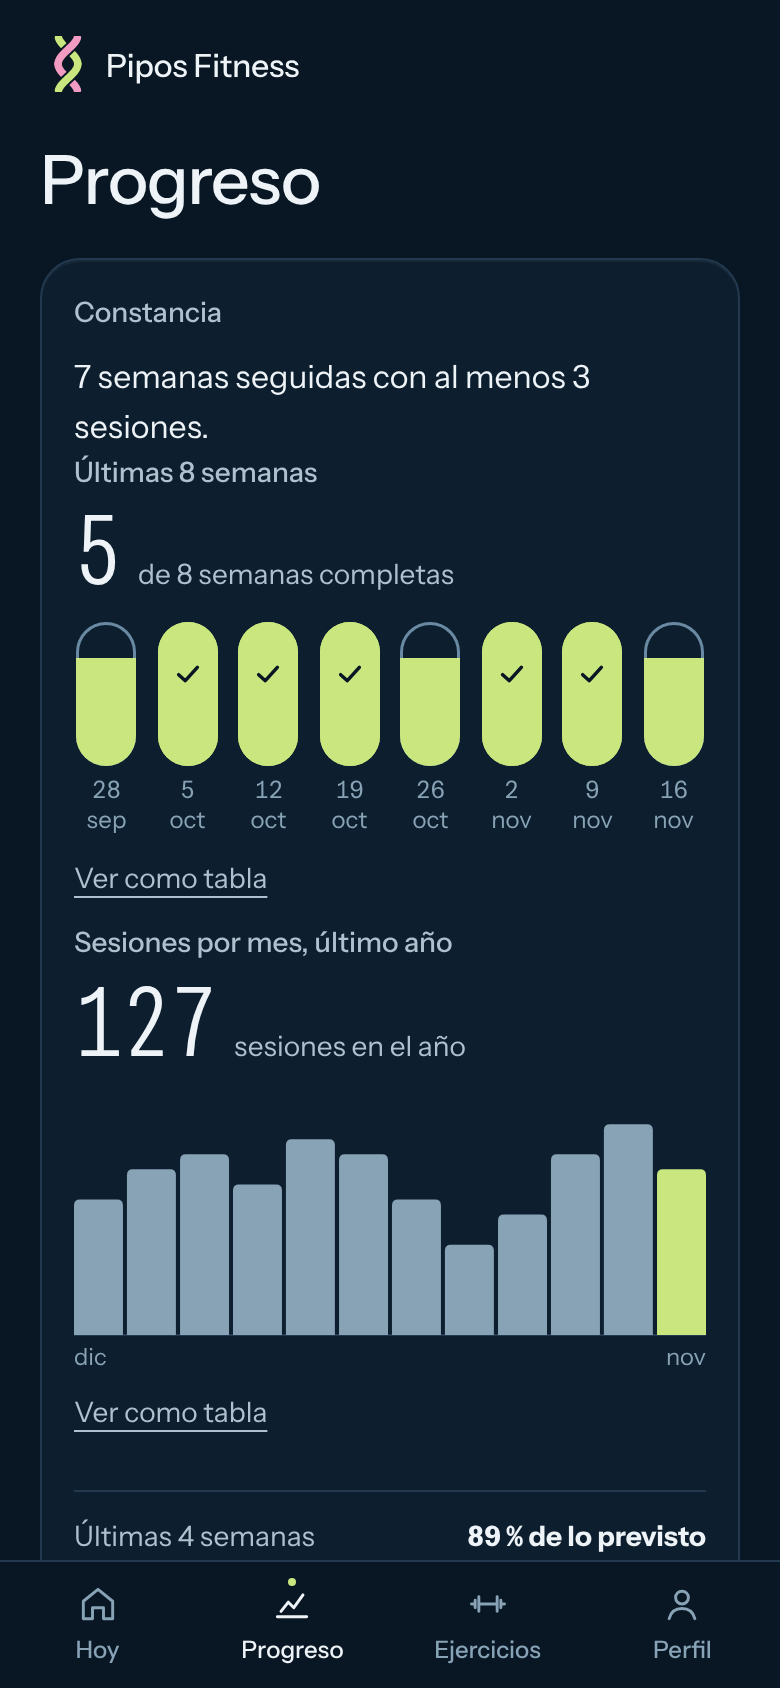 Pipos Fitness
Progreso
Constancia
7 semanas seguidas con al menos 3
sesiones.
Últimas 8 semanas
5 de 8 semanas completas
28 sep
5 oct
12 oct
19 oct
26 oct
2 nov
9 nov
16 nov
Ver como tabla
Sesiones por mes, último año
127 sesiones en el año
dic nov
Ver como tabla
Últimas 4 semanas 89 % de lo previsto
Hoy Progreso Ejercicios Perfil